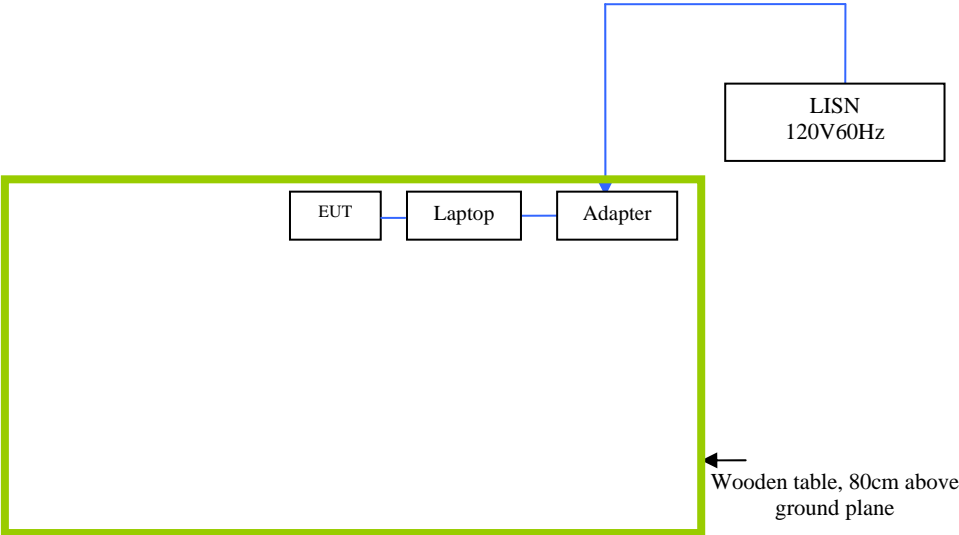 LISN
120V60Hz
EUT
Laptop
Adapter
Wooden table, 80cm above
ground plane